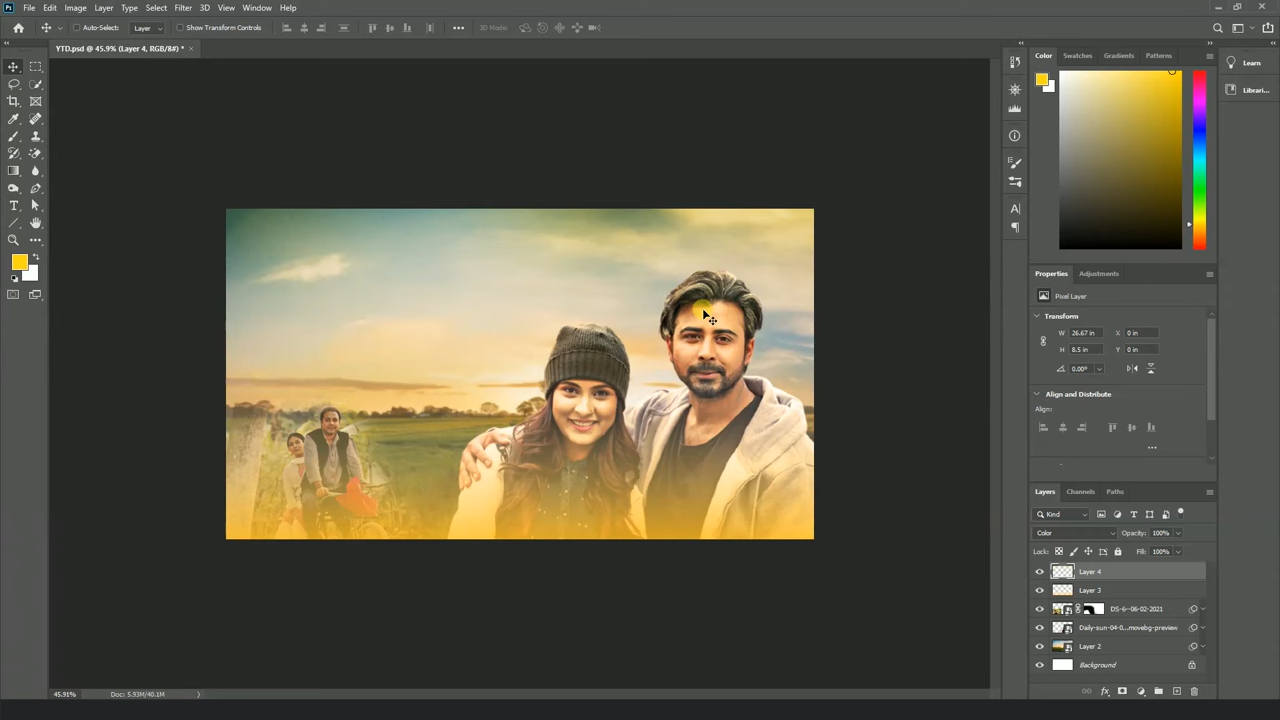 Ps File Edit Image Layer Type Select Filter 3D View Window Help
Auto-Select: Layer Show Transform Controls 3D Mode:
YTD.psd @ 45.9% (Layer 4, RGB/8#) * ×
Color Swatches Gradients Patterns
Learn
Librari...
Properties Adjustments
Pixel Layer
Transform
W 26.67 in X 0 in
H 8.5 in Y 0 in
0.00°
Align and Distribute
Align:
Layers Channels Paths
Kind
Color Opacity: 100%
Lock: Fill: 100%
Layer 4
Layer 3
DS-6--06-02-2021
Daily-sun-04-0...movebg-preview
Layer 2
Background
45.91% Doc: 5.93M/40.1M